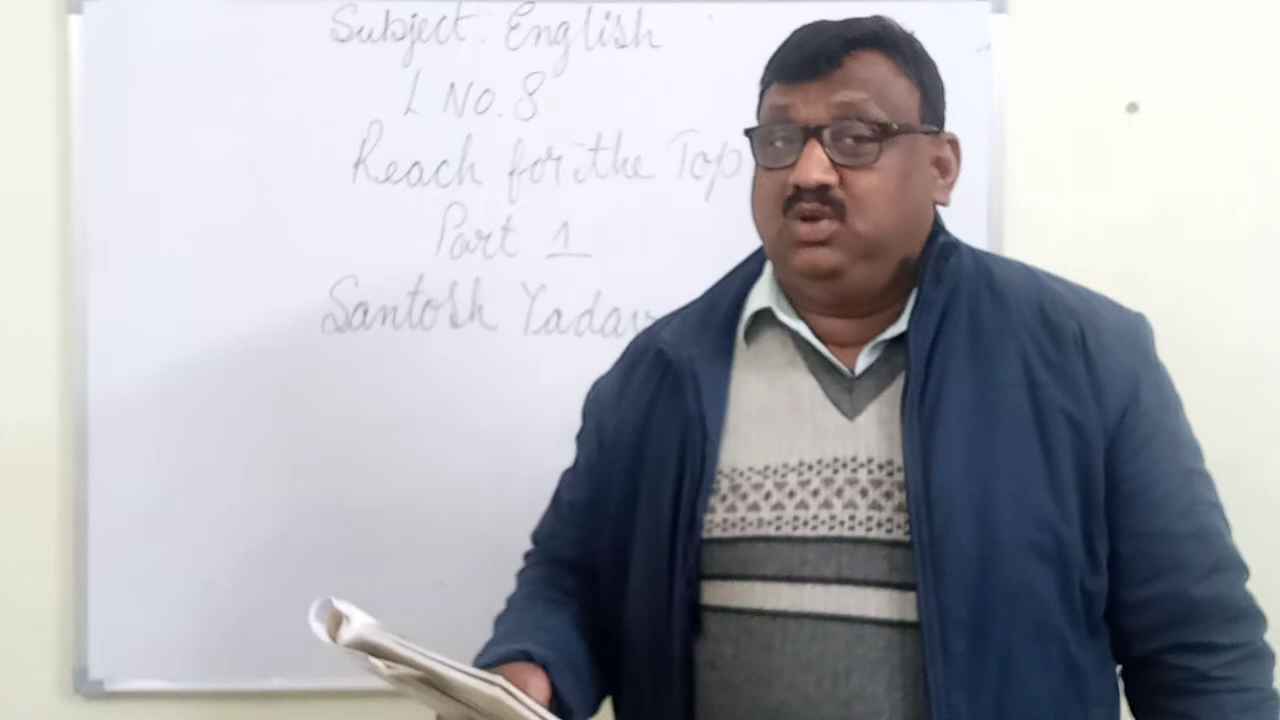 Subject: English
L No. 8
Reach for the Top
Part 1
Santosh Yadav